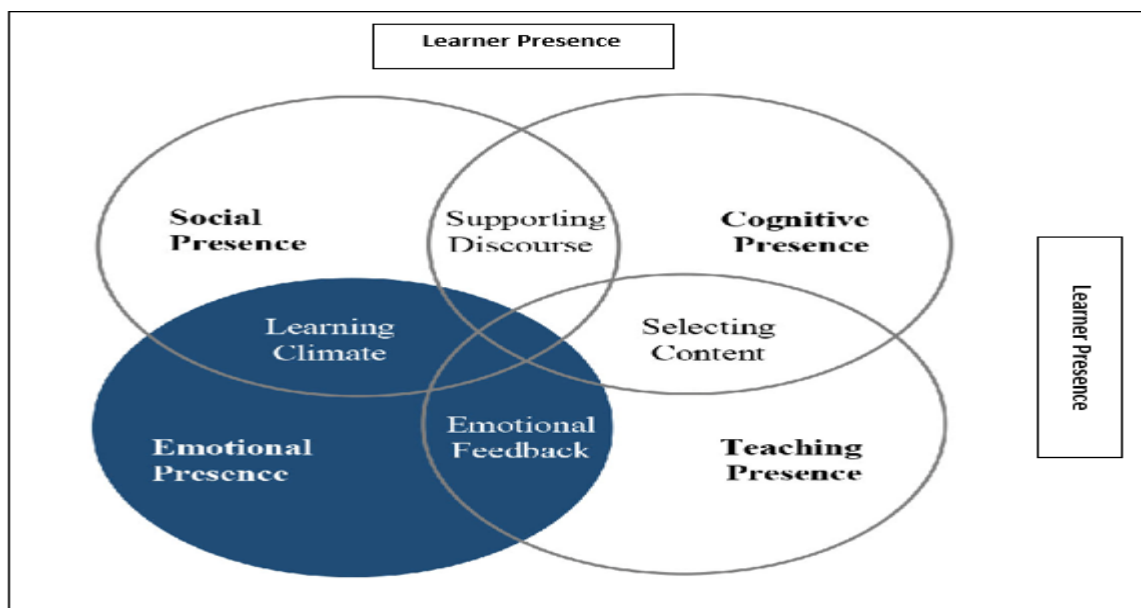 Learner Presence
Social
Presence
Supporting
Discourse
Cognitive
Presence
Learning
Climate
Selecting
Content
Learner Presence
Emotional
Presence
Emotional
Feedback
Teaching
Presence